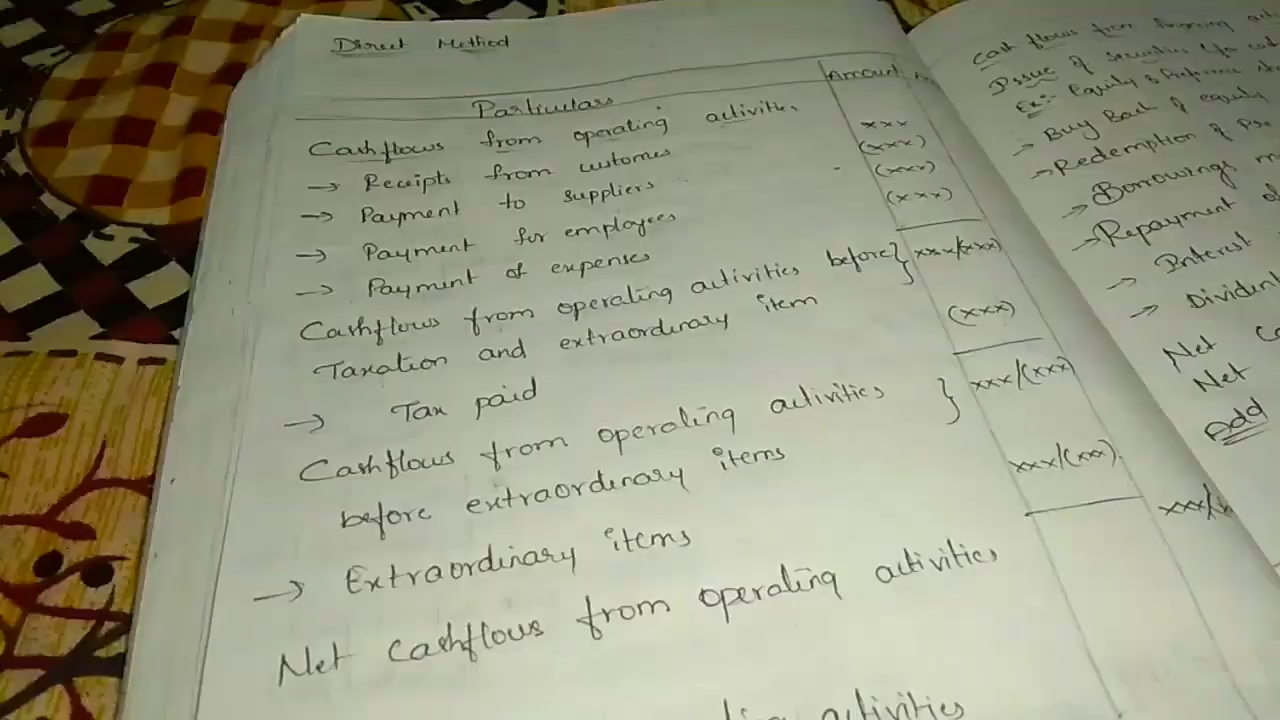 Direct Method
Particulars Amount
Cashflows from operating activities
→ Receipts from customes xxx
→ Payment to suppliers (xxx)
→ Payment for employees (xxx)
→ Payment of expenses (xxx)
Cashflows from operating activities before } xxx/(xxx)
Taxation and extraordinary item
→ Tax paid (xxx)
Cashflows from operating activities } xxx/(xxx)
before extraordinary items
→ Extraordinary items xxx/(xxx)
Net cashflows from operating activities xxx/
activities
Cash flows from
Issue of securities
Ex:- Equity & Preference
→ Buy Back of equity
→ Redemption of
→ Borrowings
→ Repayment of
→ Interest
→ Dividend
Net
Net
Add